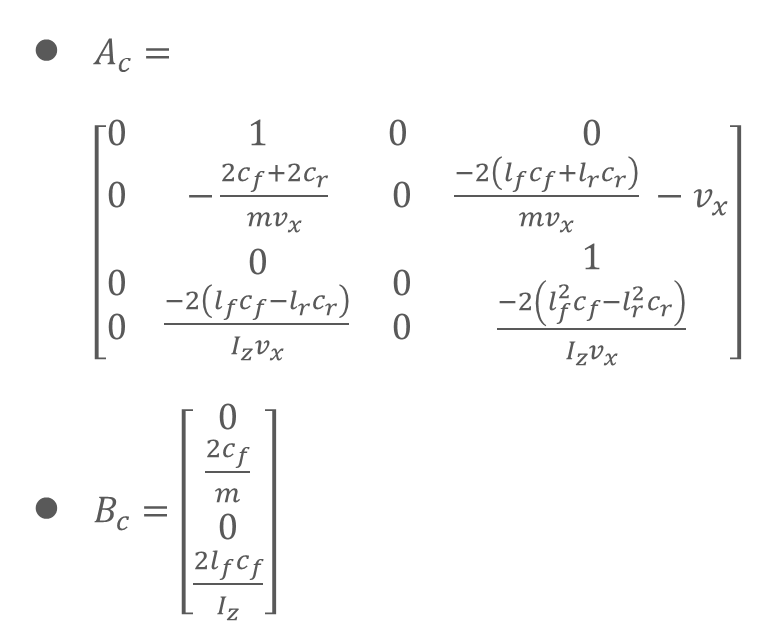 ● A_c =
[0 1 0 0
0 −(2c_f+2c_r)/(mv_x) 0 −2(l_f c_f+l_r c_r)/(mv_x) − v_x
0 0 0 1
0 −2(l_f c_f−l_r c_r)/(I_z v_x) 0 −2(l_f^2 c_f−l_r^2 c_r)/(I_z v_x)]
● B_c = [0
2c_f/m
0
2l_f c_f/I_z]